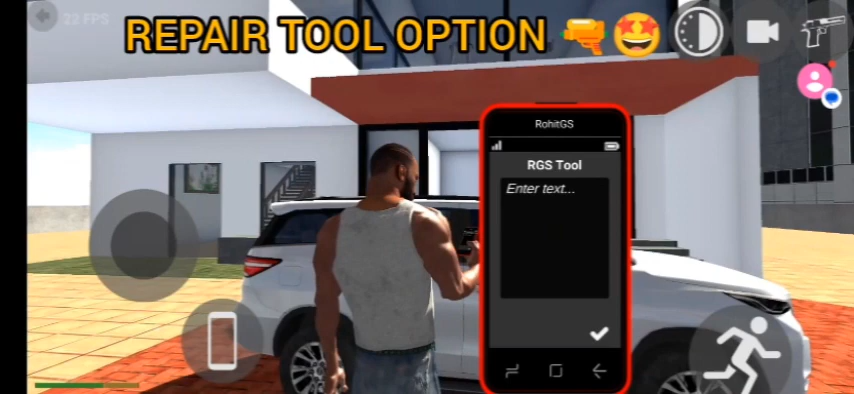 22 FPS
REPAIR TOOL OPTION 🔫🤩
RohitGS
RGS Tool
Enter text...